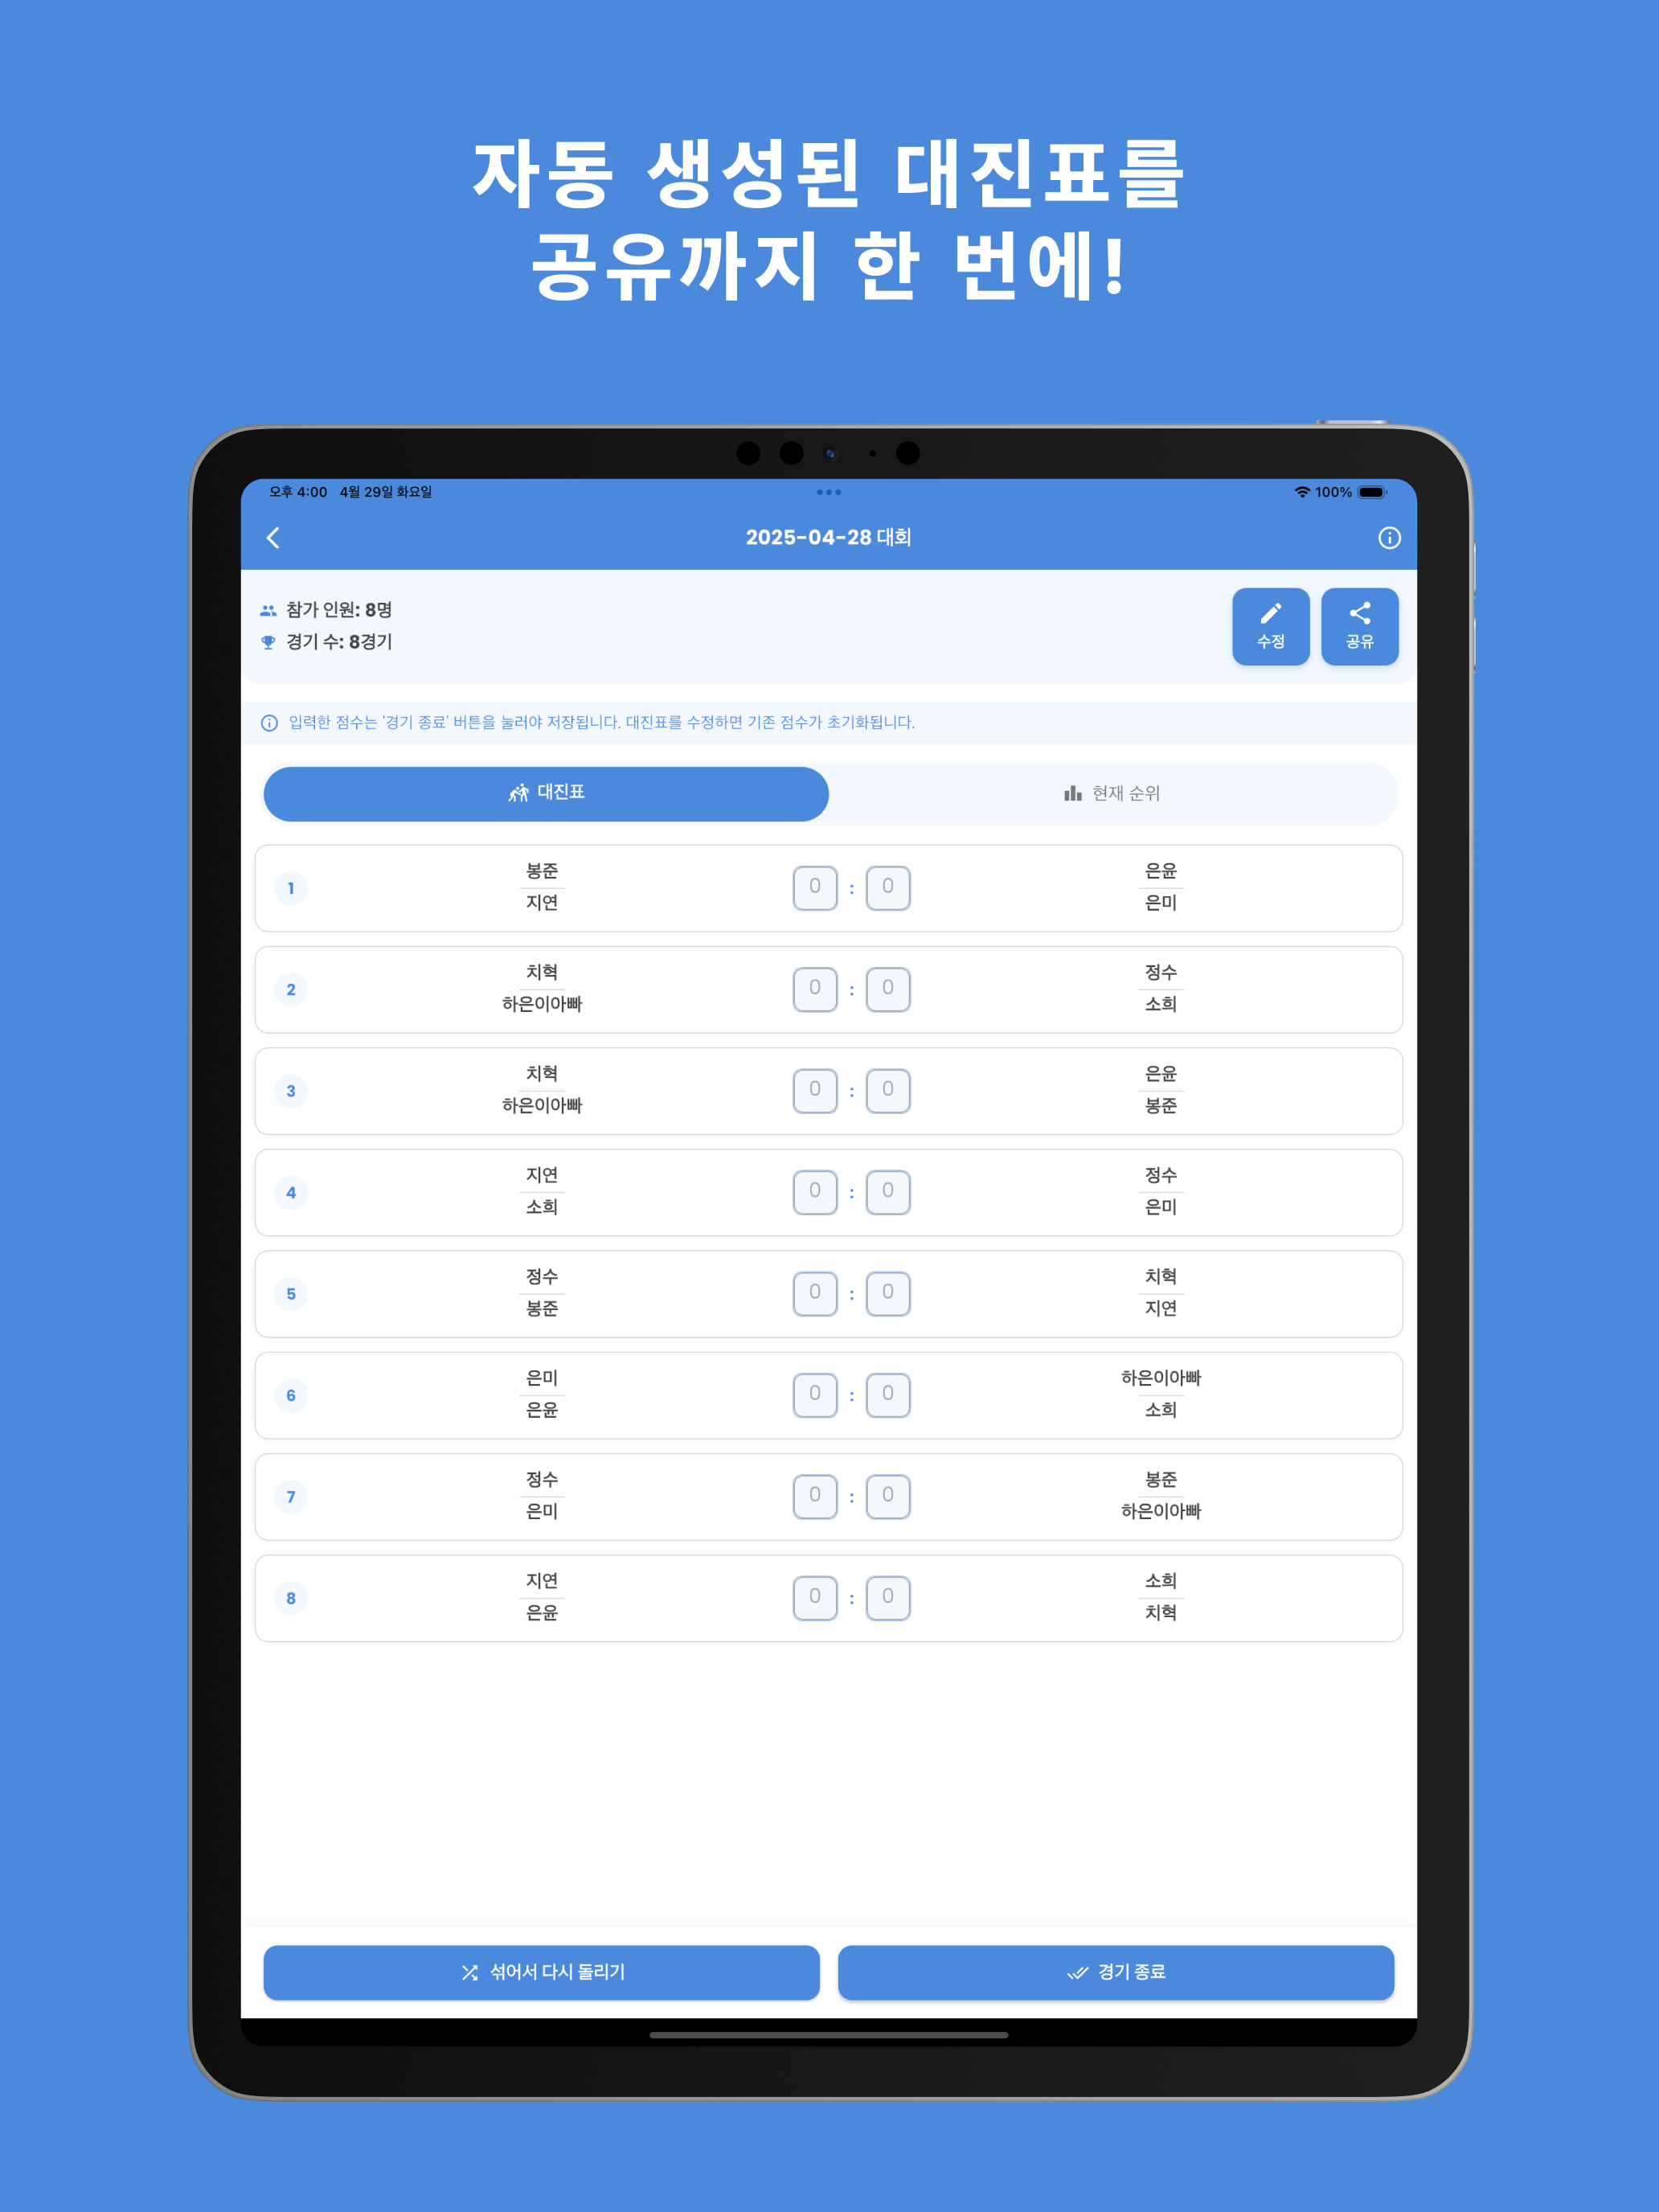 자동 생성된 대진표를
공유까지 한 번에!
오후 4:00 4월 29일 화요일
100%
2025-04-28 대회
참가 인원: 8명
경기 수: 8경기
수정
공유
입력한 점수는 '경기 종료' 버튼을 눌러야 저장됩니다. 대진표를 수정하면 기존 점수가 초기화됩니다.
대진표
현재 순위
봉준 은윤
1 0 : 0
지연 은미
치혁 정수
2 0 : 0
하은이아빠 소희
치혁 은윤
3 0 : 0
하은이아빠 봉준
지연 정수
4 0 : 0
소희 은미
정수 치혁
5 0 : 0
봉준 지연
은미 하은이아빠
6 0 : 0
은윤 소희
정수 봉준
7 0 : 0
은미 하은이아빠
지연 소희
8 0 : 0
은윤 치혁
섞어서 다시 돌리기
경기 종료